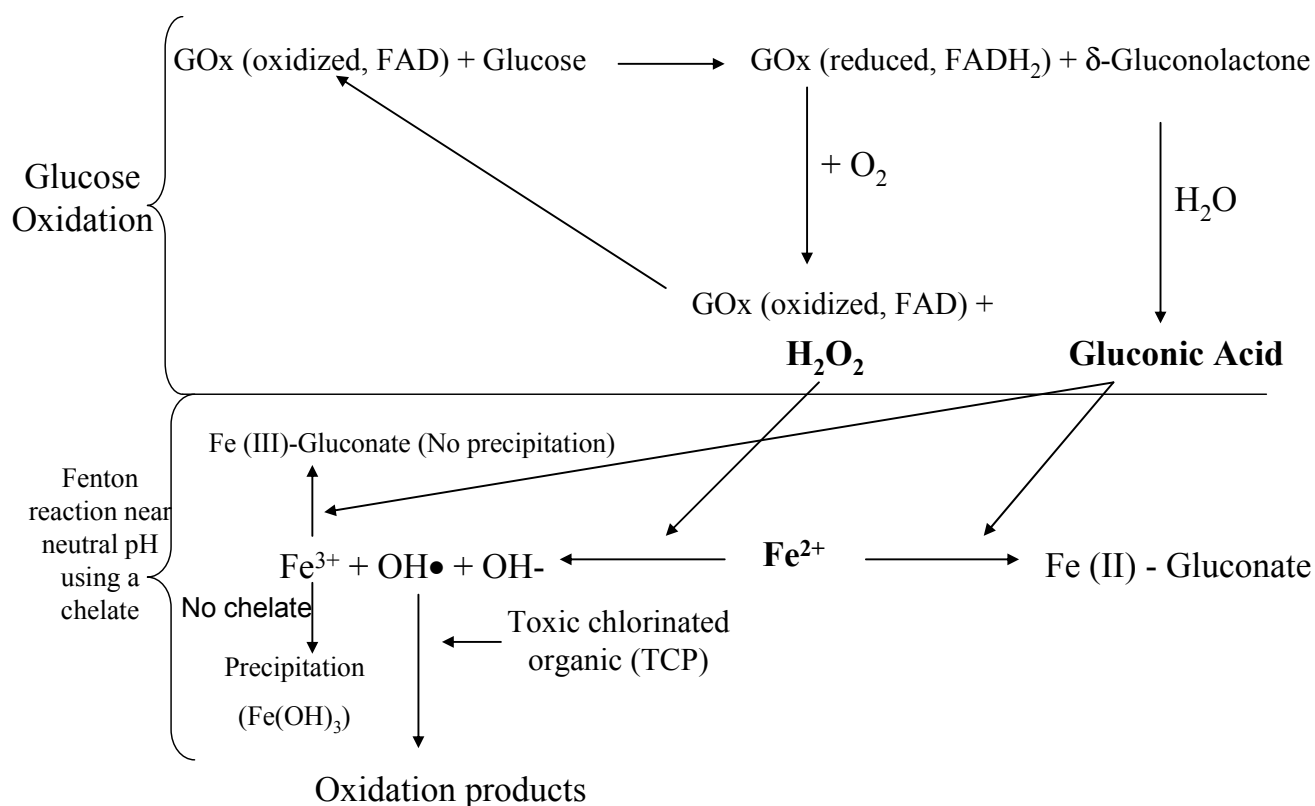 GOx (oxidized, FAD) + Glucose
GOx (reduced, FADH₂) + δ-Gluconolactone
Glucose
Oxidation
+ O₂
H₂O
GOx (oxidized, FAD) +
H₂O₂
Gluconic Acid
Fe (III)-Gluconate (No precipitation)
Fenton
reaction near
neutral pH
using a
chelate
Fe³⁺ + OH● + OH-
Fe²⁺
Fe (II) - Gluconate
No chelate
Toxic chlorinated
organic (TCP)
Precipitation
(Fe(OH)₃)
Oxidation products